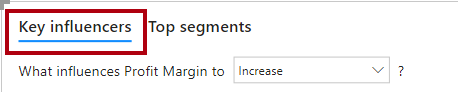 Key influencers Top segments
What influences Profit Margin to Increase ?